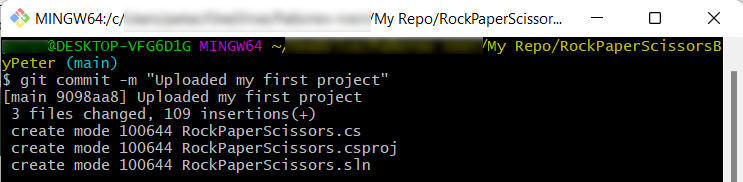 MINGW64:/c/ /My Repo/RockPaperScissor...
@DESKTOP-VFG6D1G MINGW64 ~/ /My Repo/RockPaperScissorsB
yPeter (main)
$ git commit -m "Uploaded my first project"
[main 9098aa8] Uploaded my first project
3 files changed, 109 insertions(+)
create mode 100644 RockPaperScissors.cs
create mode 100644 RockPaperScissors.csproj
create mode 100644 RockPaperScissors.sln